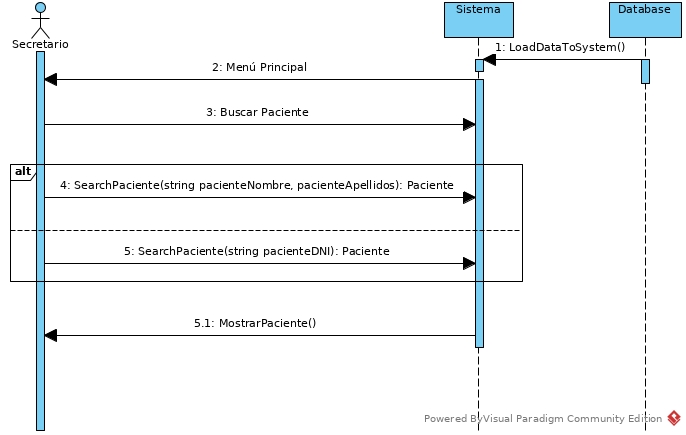 Secretario
Sistema
Database
1: LoadDataToSystem()
2: Menú Principal
3: Buscar Paciente
alt
4: SearchPaciente(string pacienteNombre, pacienteApellidos): Paciente
5: SearchPaciente(string pacienteDNI): Paciente
5.1: MostrarPaciente()
Powered ByVisual Paradigm Community Edition